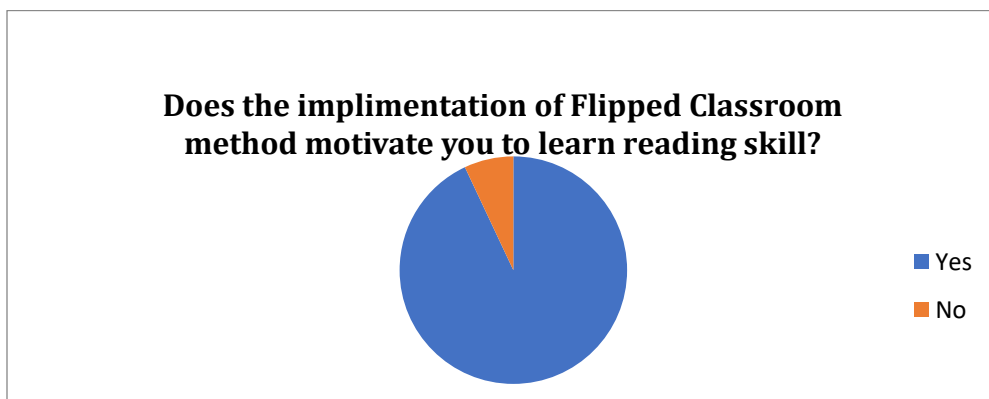 Does the implimentation of Flipped Classroom
method motivate you to learn reading skill?
Yes
No